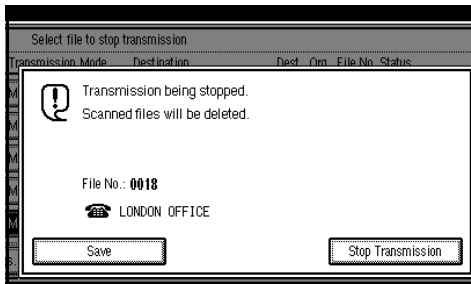 Select file to stop transmission
Transmission Mode Destination Dest. Org. File No. Status
Transmission being stopped.
Scanned files will be deleted.
File No.: 0018
LONDON OFFICE
Save Stop Transmission